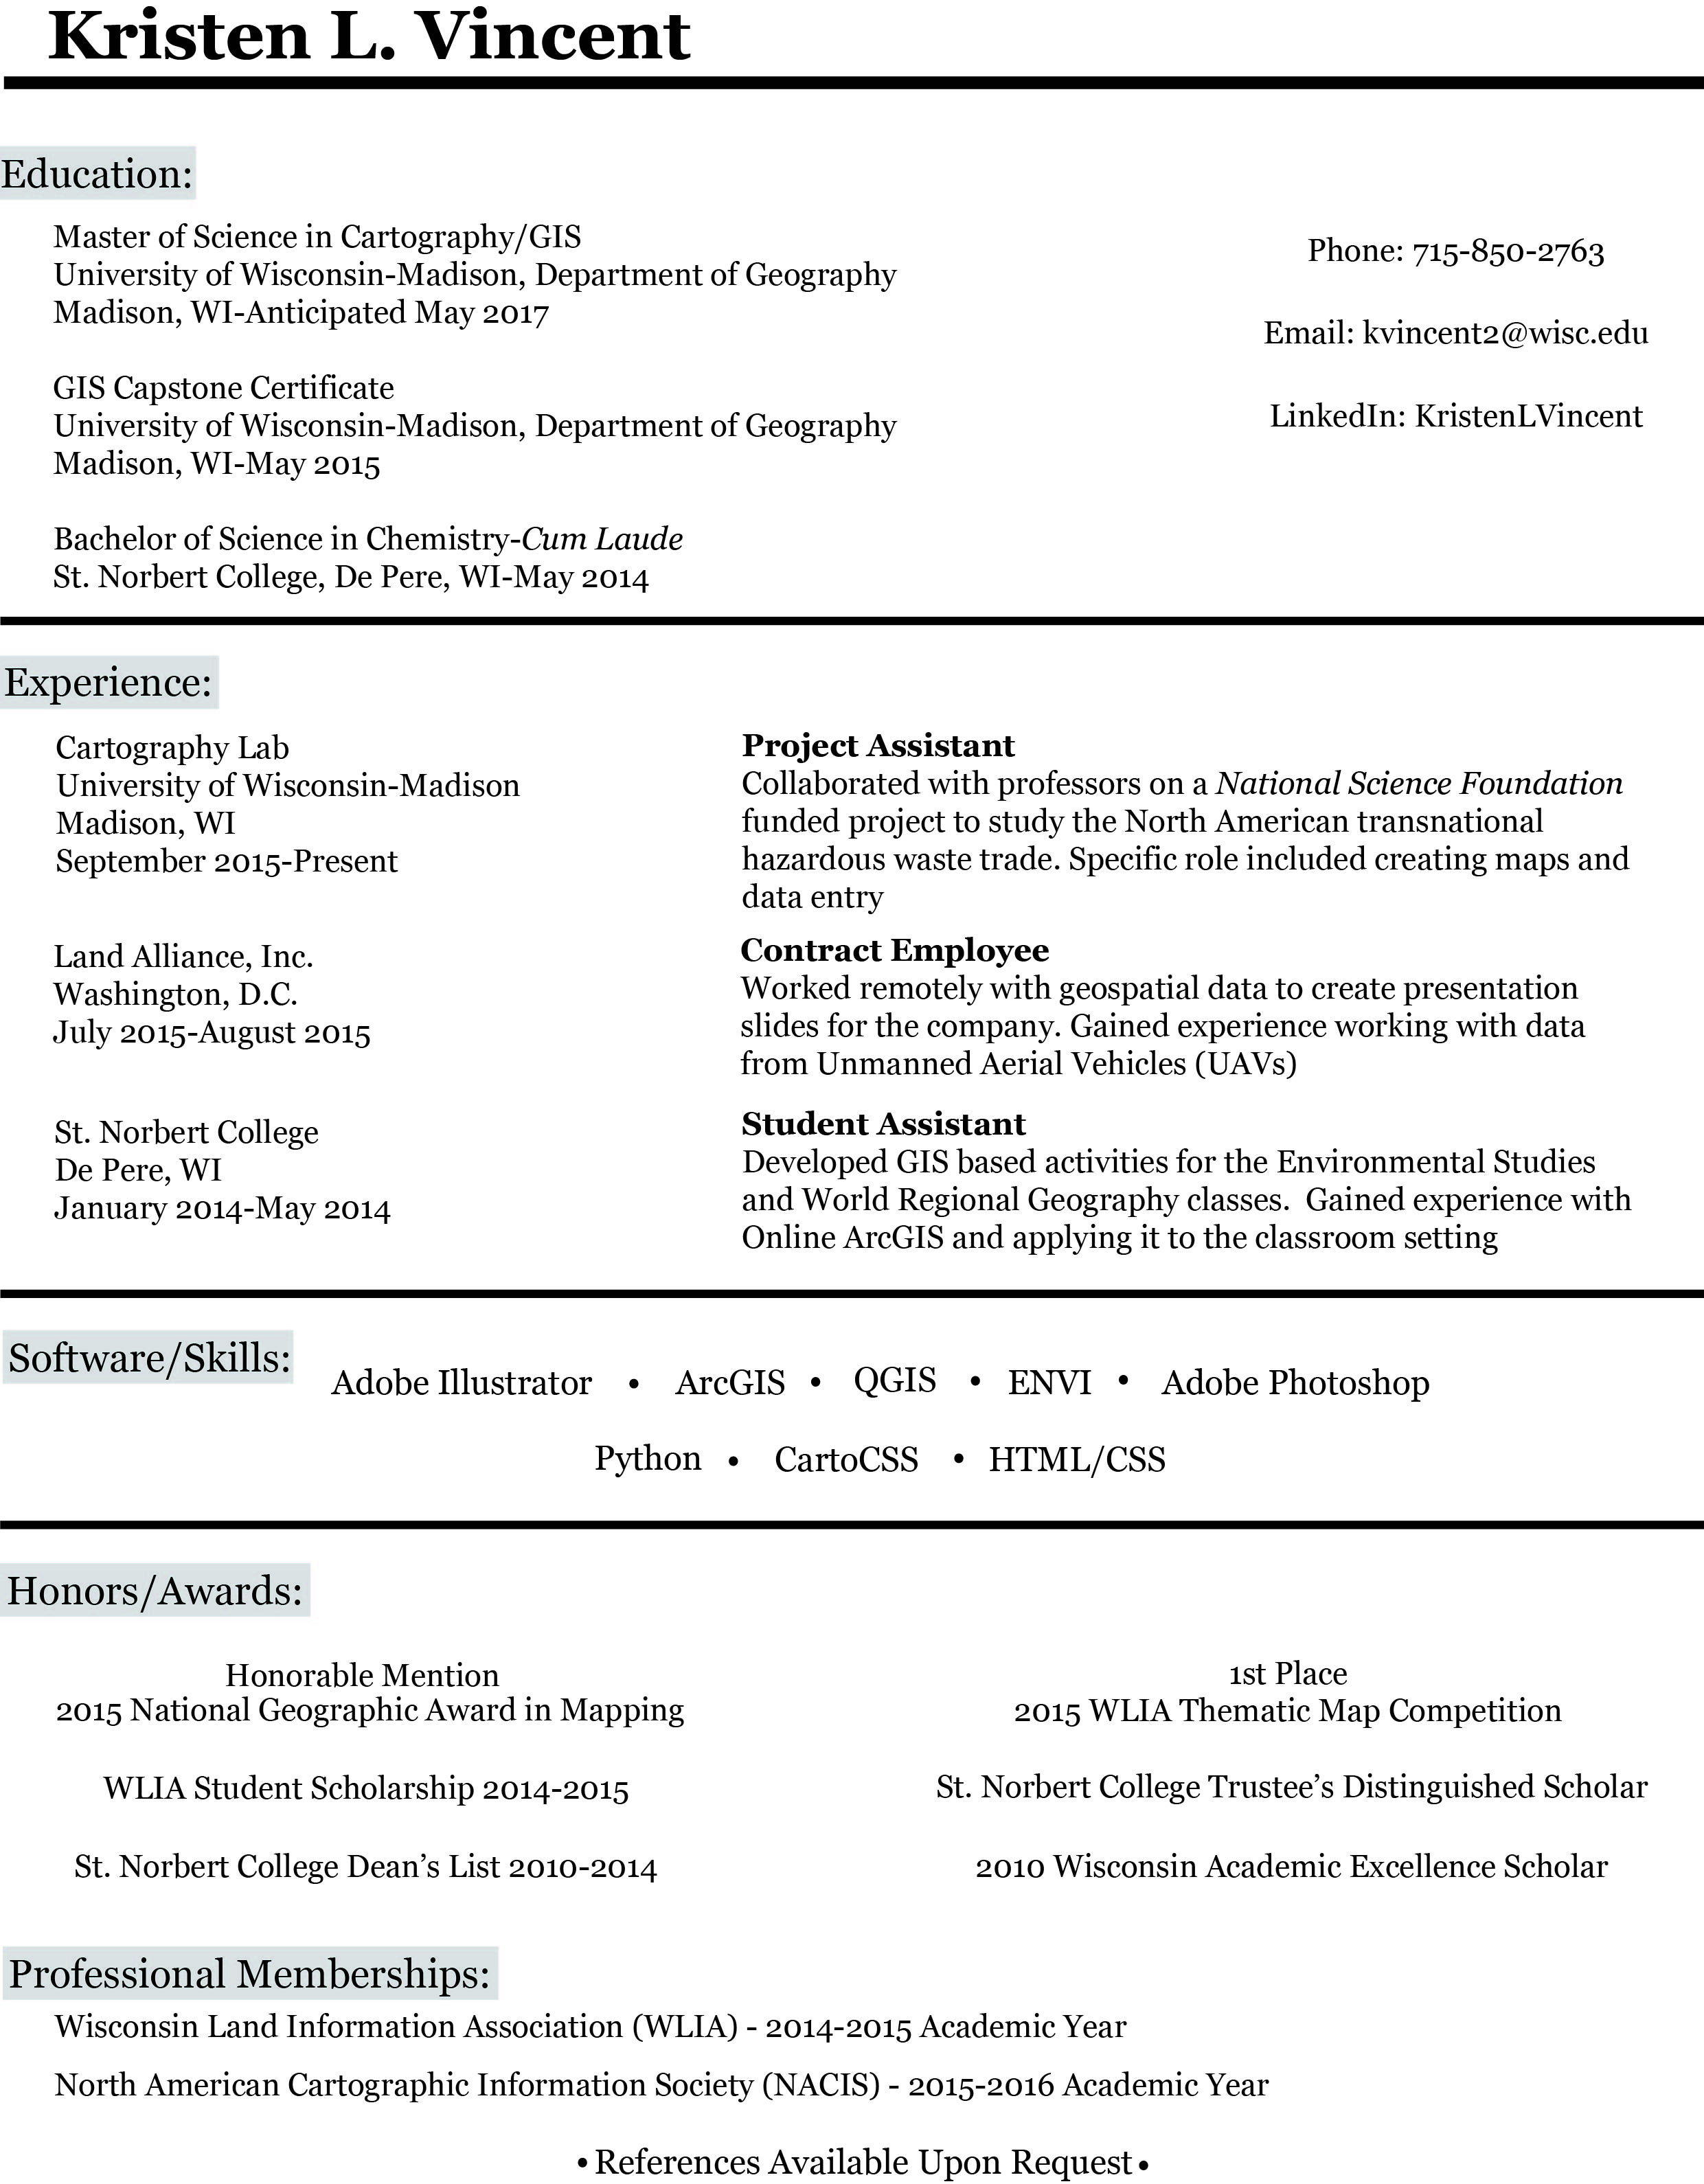 Kristen L. Vincent
Education:
Master of Science in Cartography/GIS
University of Wisconsin-Madison, Department of Geography
Madison, WI-Anticipated May 2017
GIS Capstone Certificate
University of Wisconsin-Madison, Department of Geography
Madison, WI-May 2015
Bachelor of Science in Chemistry-Cum Laude
St. Norbert College, De Pere, WI-May 2014
Phone: 715-850-2763
Email: kvincent2@wisc.edu
LinkedIn: KristenLVincent
Experience:
Cartography Lab
University of Wisconsin-Madison
Madison, WI
September 2015-Present
Project Assistant
Collaborated with professors on a National Science Foundation
funded project to study the North American transnational
hazardous waste trade. Specific role included creating maps and
data entry
Land Alliance, Inc.
Washington, D.C.
July 2015-August 2015
Contract Employee
Worked remotely with geospatial data to create presentation
slides for the company. Gained experience working with data
from Unmanned Aerial Vehicles (UAVs)
St. Norbert College
De Pere, WI
January 2014-May 2014
Student Assistant
Developed GIS based activities for the Environmental Studies
and World Regional Geography classes.  Gained experience with
Online ArcGIS and applying it to the classroom setting
Software/Skills:
Adobe Illustrator • ArcGIS • QGIS • ENVI • Adobe Photoshop
Python • CartoCSS • HTML/CSS
Honors/Awards:
Honorable Mention
2015 National Geographic Award in Mapping
WLIA Student Scholarship 2014-2015
St. Norbert College Dean’s List 2010-2014
1st Place
2015 WLIA Thematic Map Competition
St. Norbert College Trustee’s Distinguished Scholar
2010 Wisconsin Academic Excellence Scholar
Professional Memberships:
Wisconsin Land Information Association (WLIA) - 2014-2015 Academic Year
North American Cartographic Information Society (NACIS) - 2015-2016 Academic Year
• References Available Upon Request •